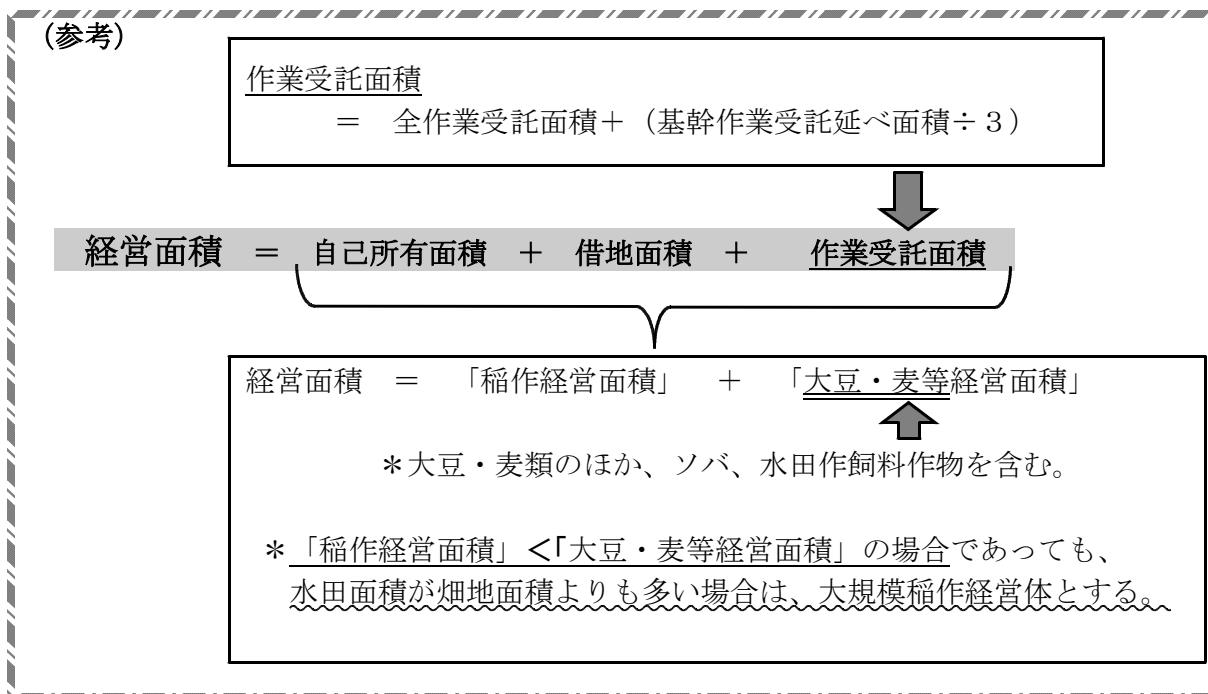 (参考)
作業受託面積
＝　全作業受託面積＋（基幹作業受託延べ面積÷３）
経営面積　＝　自己所有面積　＋　借地面積　＋　作業受託面積
経営面積　＝　「稲作経営面積」　＋　「大豆・麦等経営面積」
＊大豆・麦類のほか、ソバ、水田作飼料作物を含む。
＊「稲作経営面積」＜「大豆・麦等経営面積」の場合であっても、
水田面積が畑地面積よりも多い場合は、大規模稲作経営体とする。